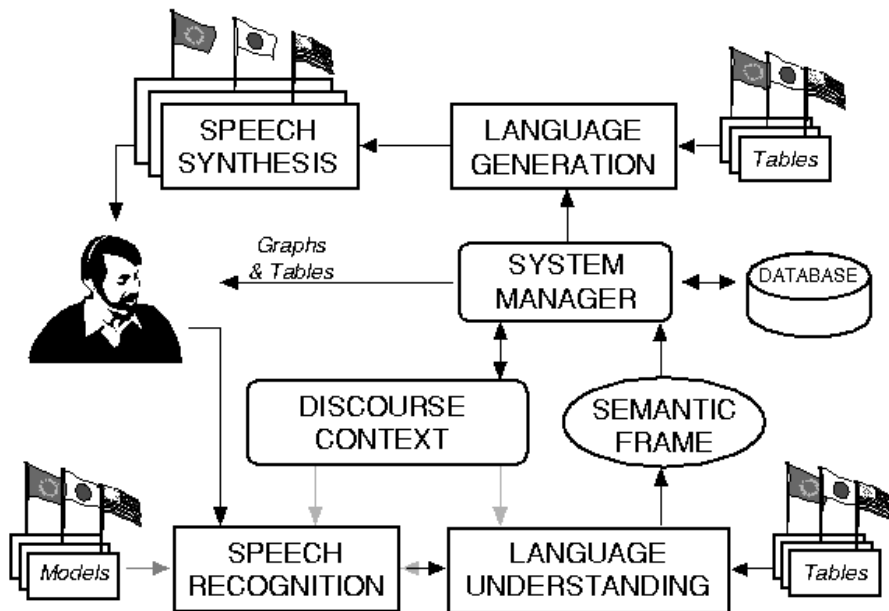 SPEECH
SYNTHESIS
LANGUAGE
GENERATION
Tables
Graphs
& Tables
SYSTEM
MANAGER
DATABASE
DISCOURSE
CONTEXT
SEMANTIC
FRAME
Models
SPEECH
RECOGNITION
LANGUAGE
UNDERSTANDING
Tables